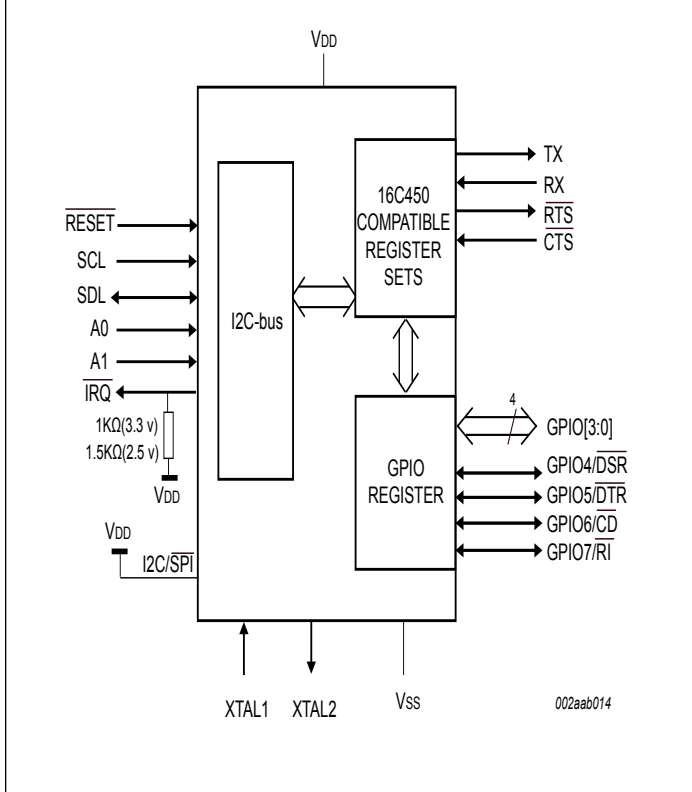 VDD
16C450
COMPATIBLE
REGISTER
SETS
TX
RX
RTS
CTS
RESET
SCL
SDL
A0
A1
IRQ
I2C-bus
1KΩ(3.3 v)
1.5KΩ(2.5 v)
VDD
VDD
I2C/SPI
GPIO
REGISTER
4
GPIO[3:0]
GPIO4/DSR
GPIO5/DTR
GPIO6/CD
GPIO7/RI
XTAL1
XTAL2
VSS
002aab014